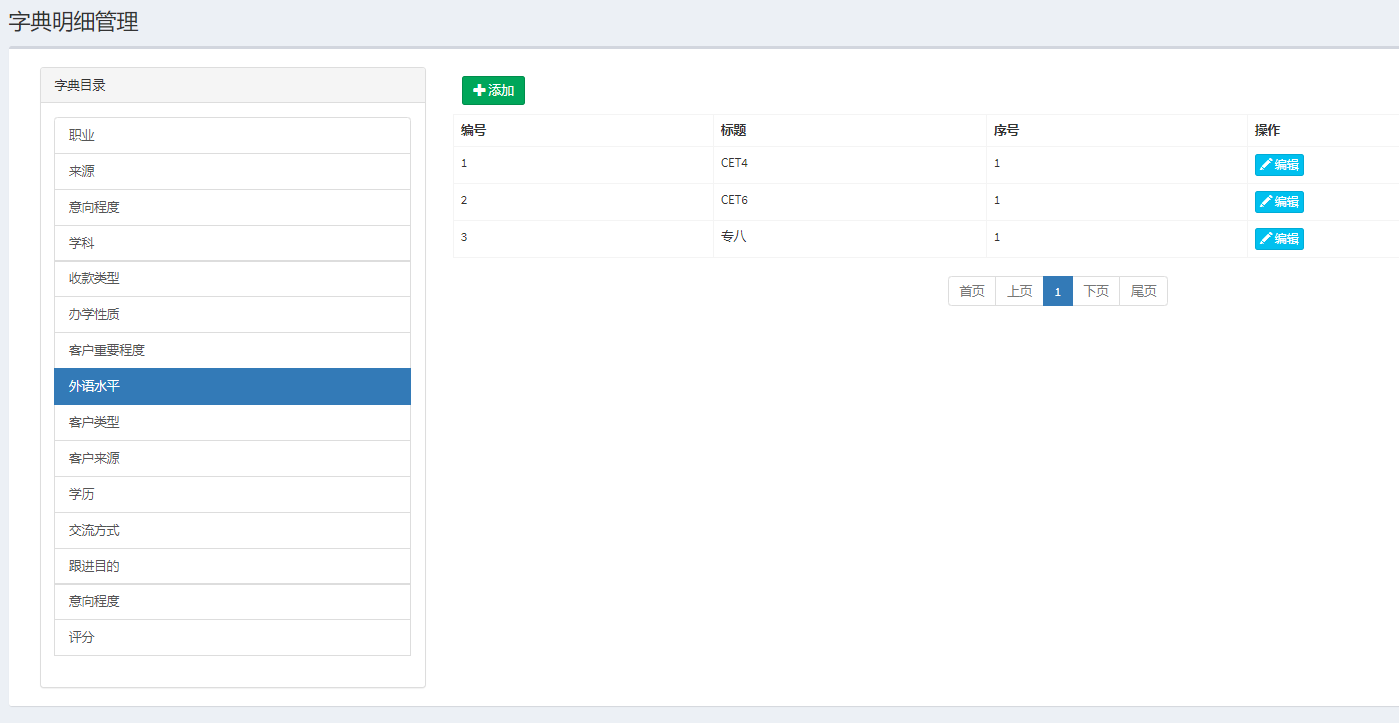 字典明细管理
字典目录
职业
来源
意向程度
学科
收款类型
办学性质
客户重要程度
外语水平
客户类型
客户来源
学历
交流方式
跟进目的
意向程度
评分
添加
编号 标题 序号 操作
1 CET4 1 编辑
2 CET6 1 编辑
3 专八 1 编辑
首页 上页 1 下页 尾页